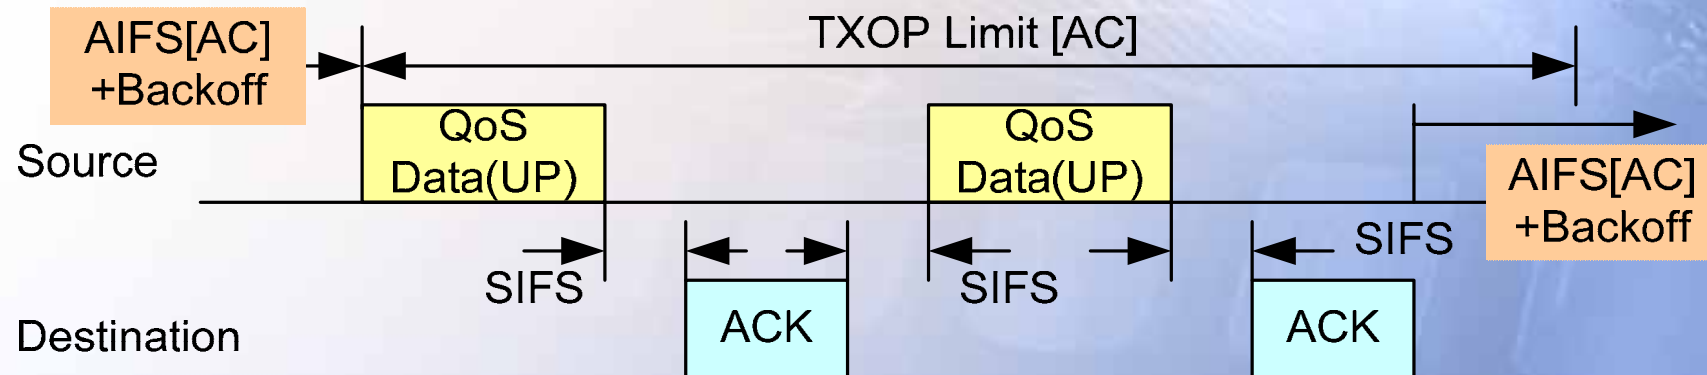 AIFS[AC]
+Backoff
TXOP Limit [AC]
Source
QoS
Data(UP)
QoS
Data(UP)
AIFS[AC]
+Backoff
SIFS
SIFS
SIFS
Destination
ACK
ACK